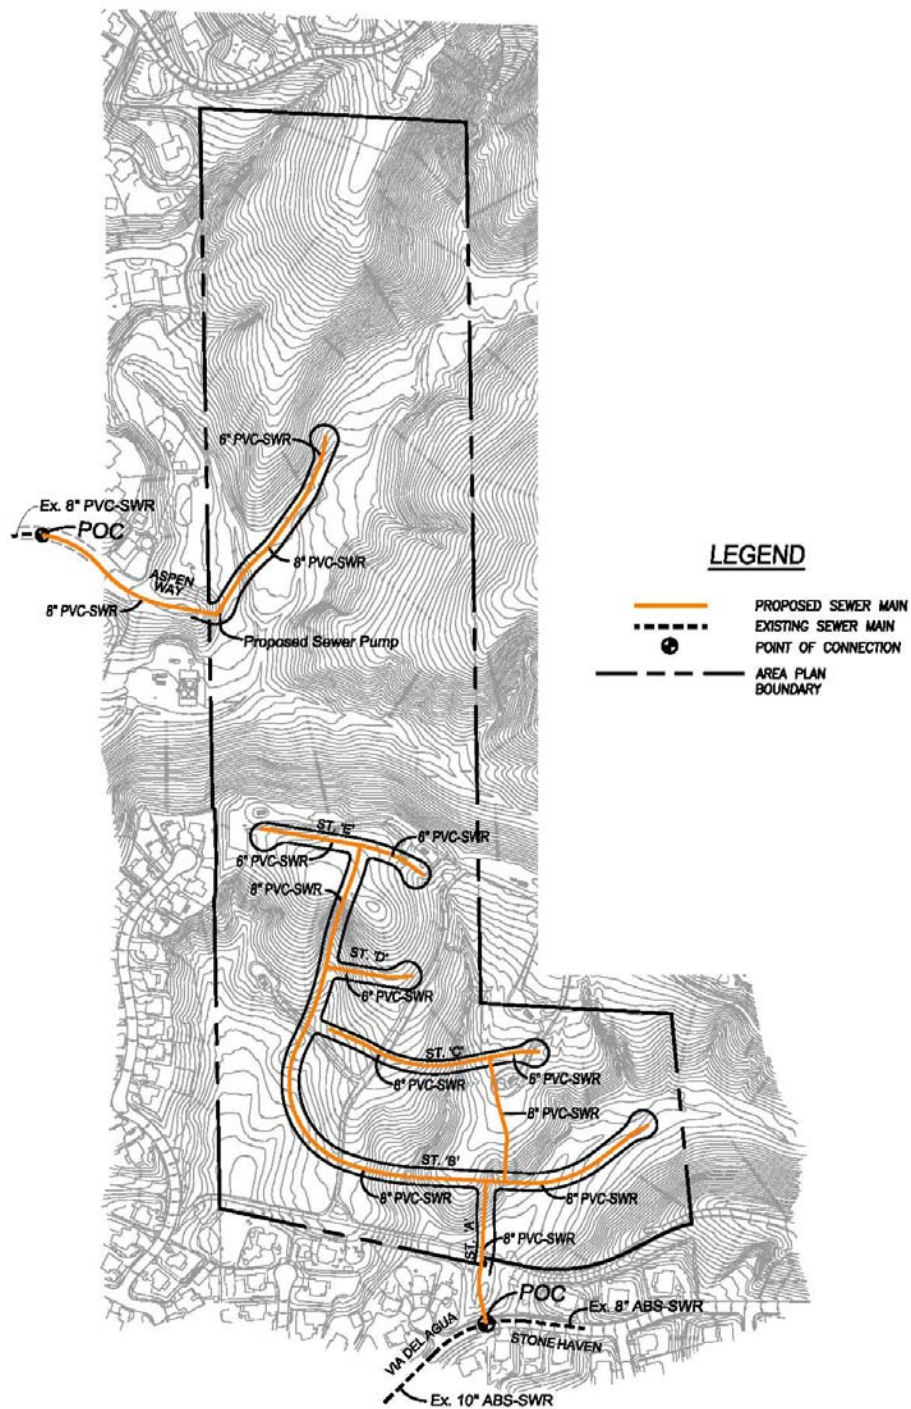 6" PVC-SWR
Ex. 8" PVC-SWR
POC
8" PVC-SWR
ASPEN
WAY
8" PVC-SWR
Proposed Sewer Pump
LEGEND
PROPOSED SEWER MAIN
EXISTING SEWER MAIN
POINT OF CONNECTION
AREA PLAN
BOUNDARY
ST. 'E'
6" PVC-SWR
6" PVC-SWR
8" PVC-SWR
ST. 'D'
6" PVC-SWR
ST. 'C'
6" PVC-SWR
8" PVC-SWR
8" PVC-SWR
ST. 'B'
8" PVC-SWR
8" PVC-SWR
ST. 'A'
8" PVC-SWR
POC
Ex. 8" ABS-SWR
VIA DEL AGUA
STONE HAVEN
Ex. 10" ABS-SWR